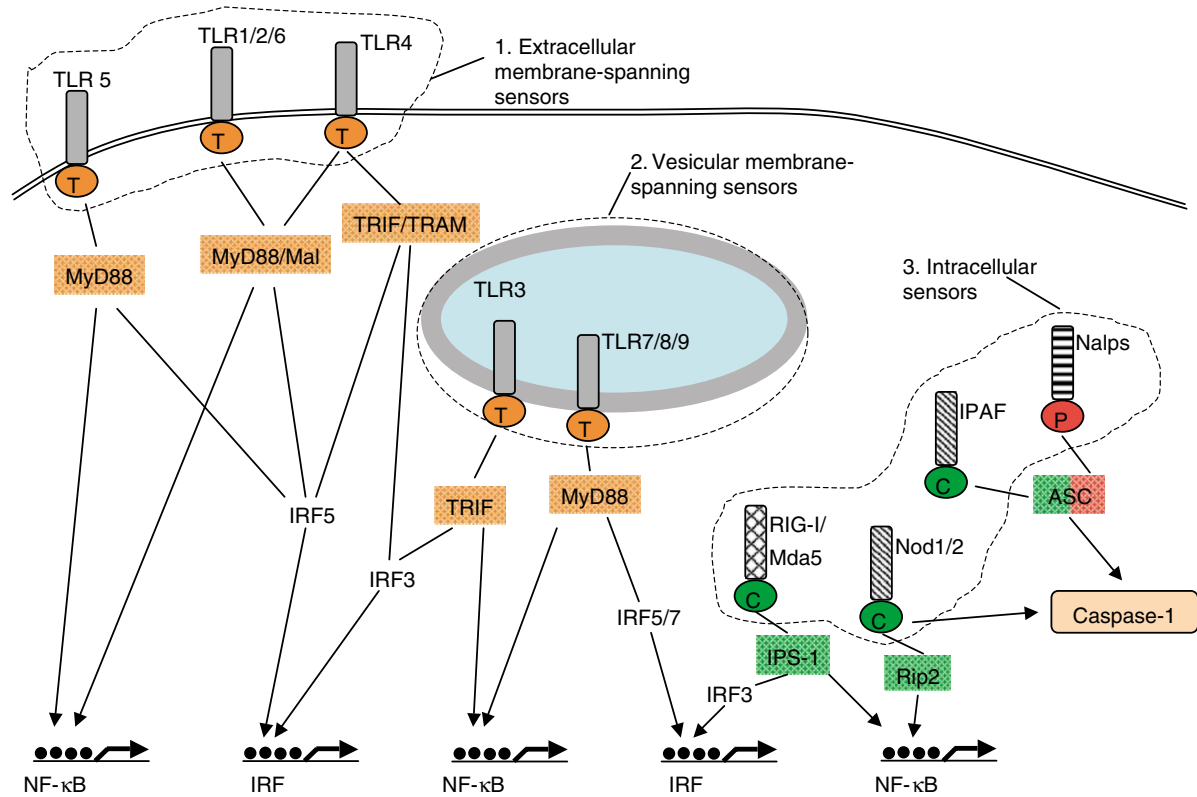 TLR1/2/6
TLR4
TLR 5
1. Extracellular
membrane-spanning
sensors
T
T
T
2. Vesicular membrane-
spanning sensors
TRIF/TRAM
MyD88/Mal
MyD88
3. Intracellular
sensors
TLR3
TLR7/8/9
Nalps
IPAF
T
T
P
C
ASC
TRIF
MyD88
IRF5
RIG-I/
Mda5
Nod1/2
IRF3
C
C
Caspase-1
IRF5/7
IPS-1
Rip2
IRF3
NF-κB
IRF
NF-κB
IRF
NF-κB